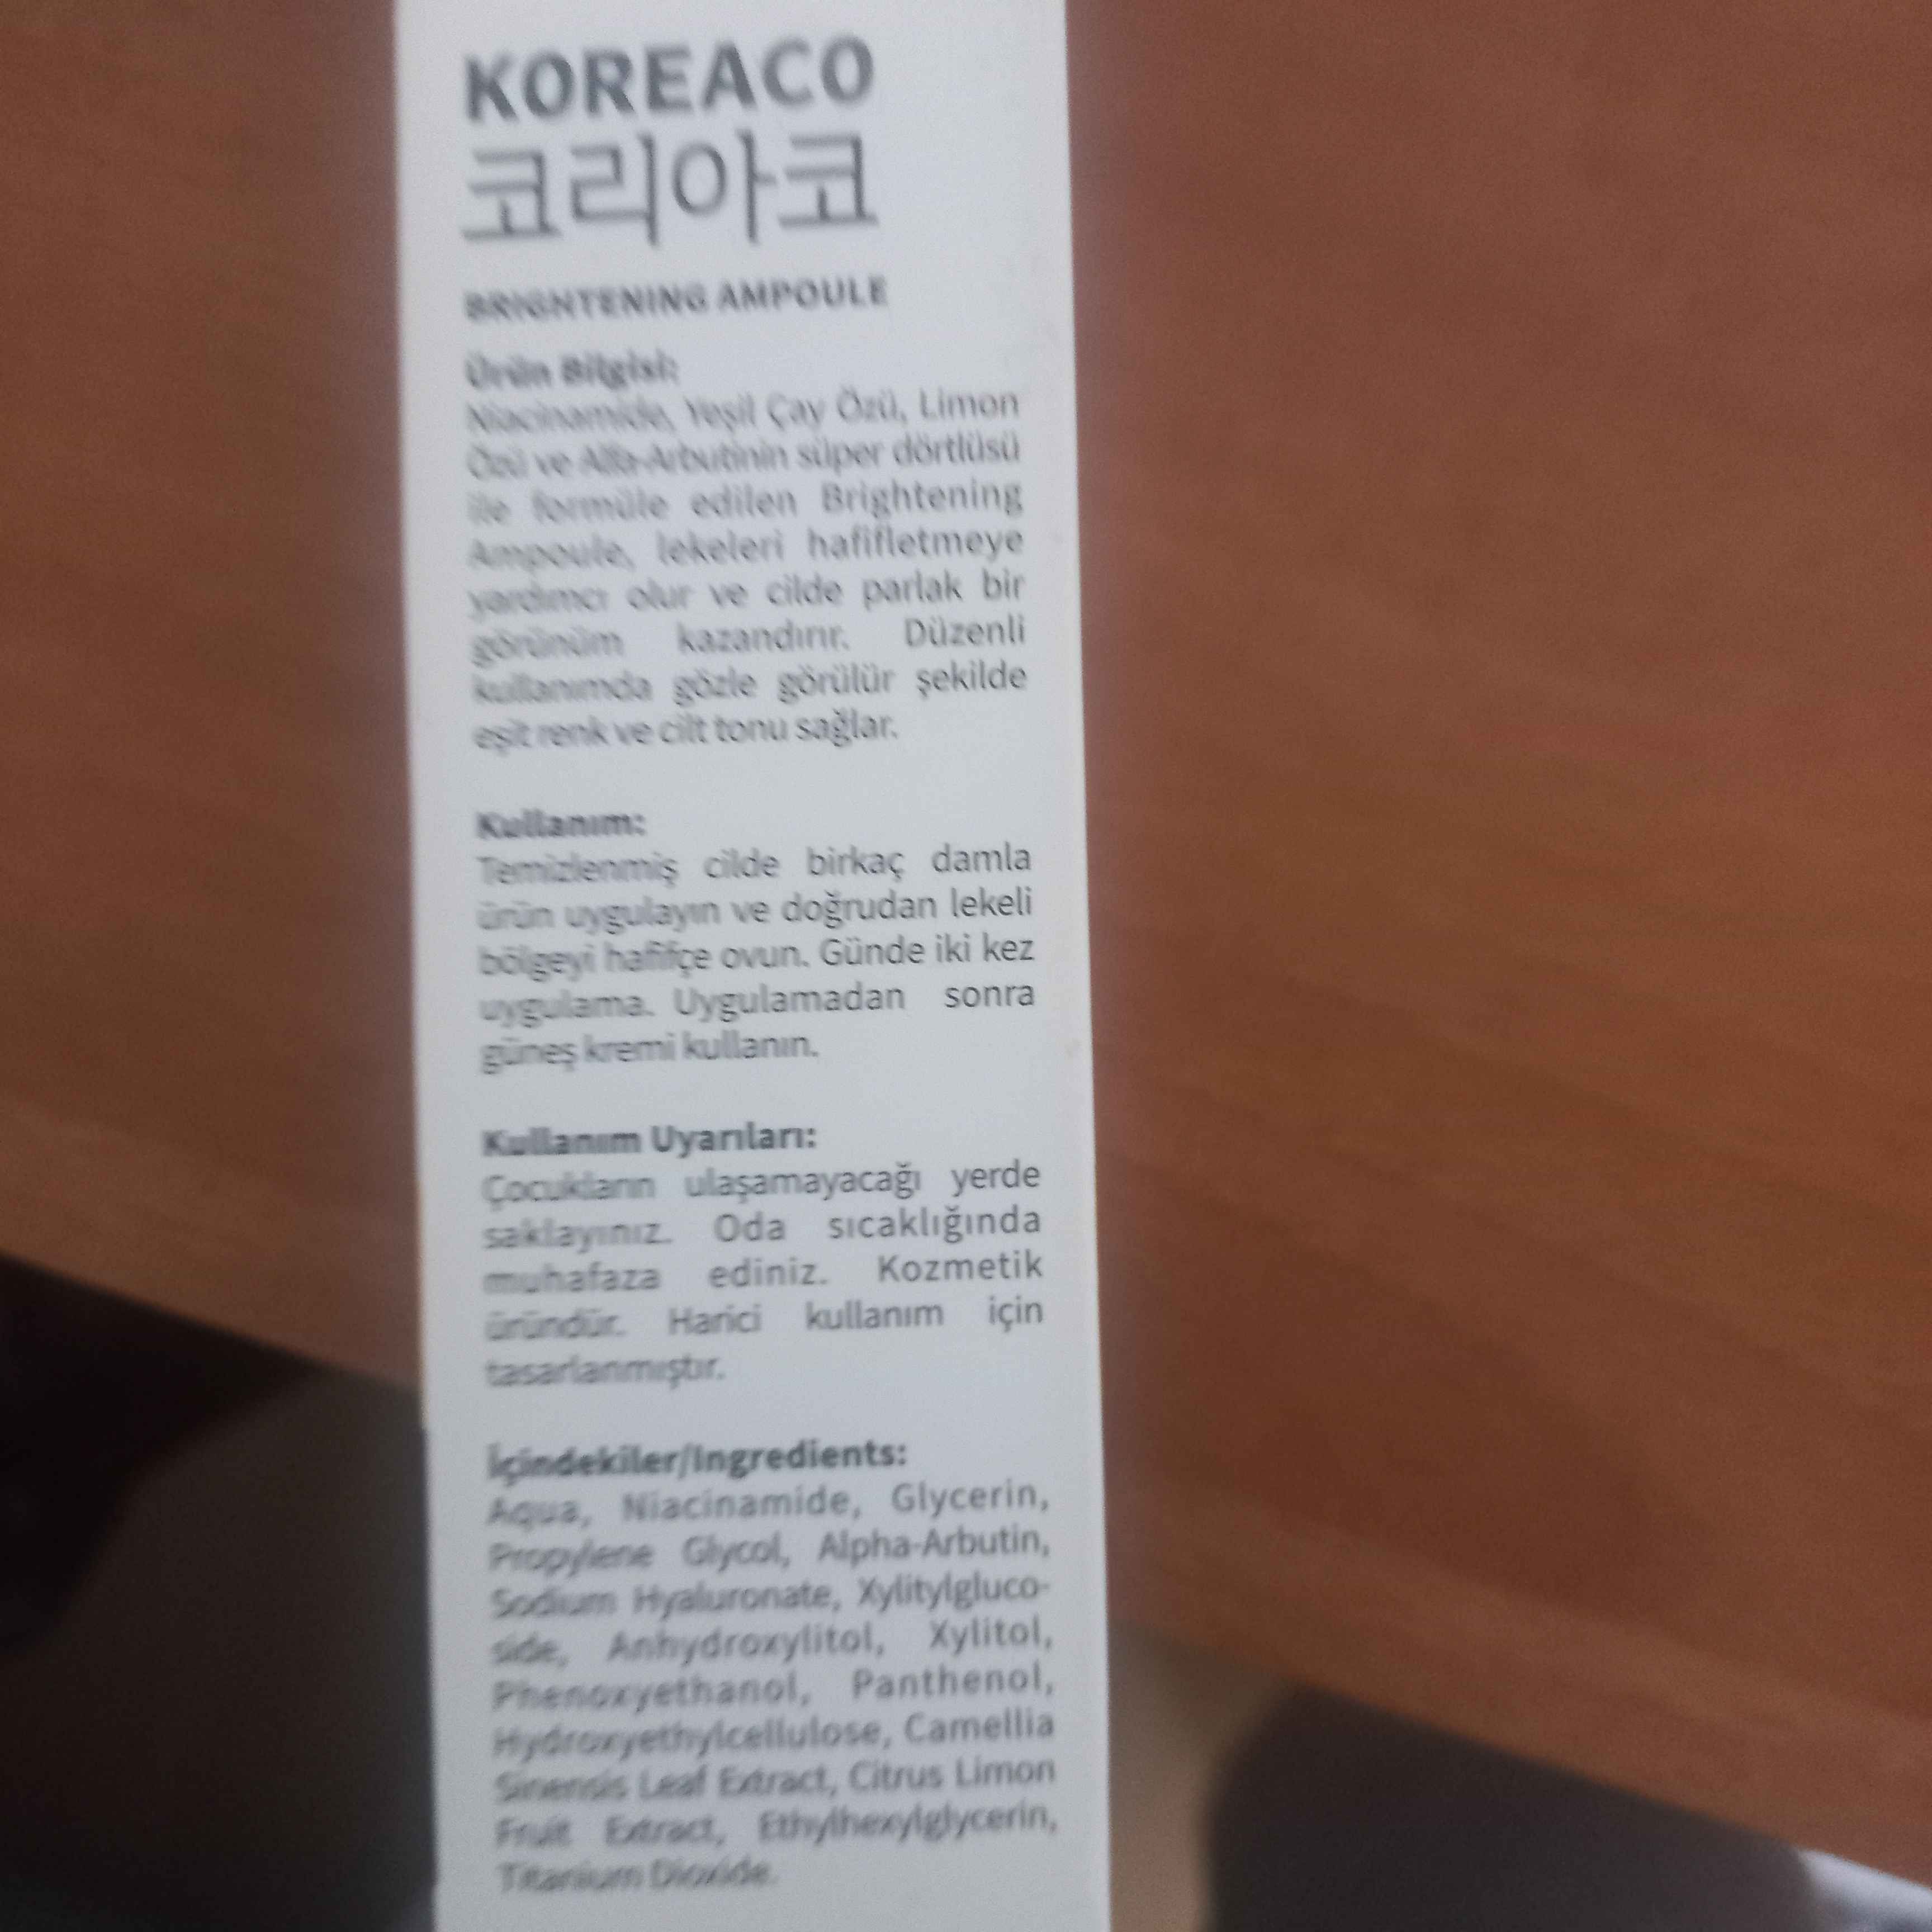 KOREACO
코리아코
BRIGHTENING AMPOULE
Ürün Bilgisi:
Niacinamide, Yeşil Çay Özü, Limon
Özü ve Alfa-Arbutinin süper dörtlüsü
ile formüle edilen Brightening
Ampoule, lekeleri hafifletmeye
yardımcı olur ve cilde parlak bir
görünüm kazandırır. Düzenli
kullanımda gözle görülür şekilde
eşit renk ve cilt tonu sağlar.
Kullanım:
Temizlenmiş cilde birkaç damla
ürün uygulayın ve doğrudan lekeli
bölgeyi hafifçe ovun. Günde iki kez
uygulama. Uygulamadan sonra
güneş kremi kullanın.
Kullanım Uyarıları:
Çocukların ulaşamayacağı yerde
saklayınız. Oda sıcaklığında
muhafaza ediniz. Kozmetik
üründür. Harici kullanım için
tasarlanmıştır.
İçindekiler/Ingredients:
Aqua, Niacinamide, Glycerin,
Propylene Glycol, Alpha-Arbutin,
Sodium Hyaluronate, Xylitylgluco-
side, Anhydroxylitol, Xylitol,
Phenoxyethanol, Panthenol,
Hydroxyethylcellulose, Camellia
Sinensis Leaf Extract, Citrus Limon
Fruit Extract, Ethylhexylglycerin,
Titanium Dioxide.